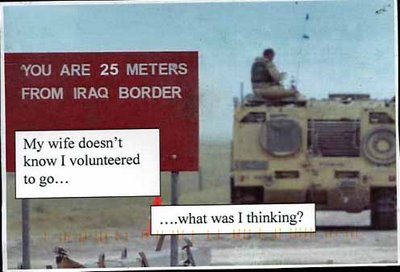 YOU ARE 25 METERS
FROM IRAQ BORDER
My wife doesn't
know I volunteered
to go…
….what was I thinking?